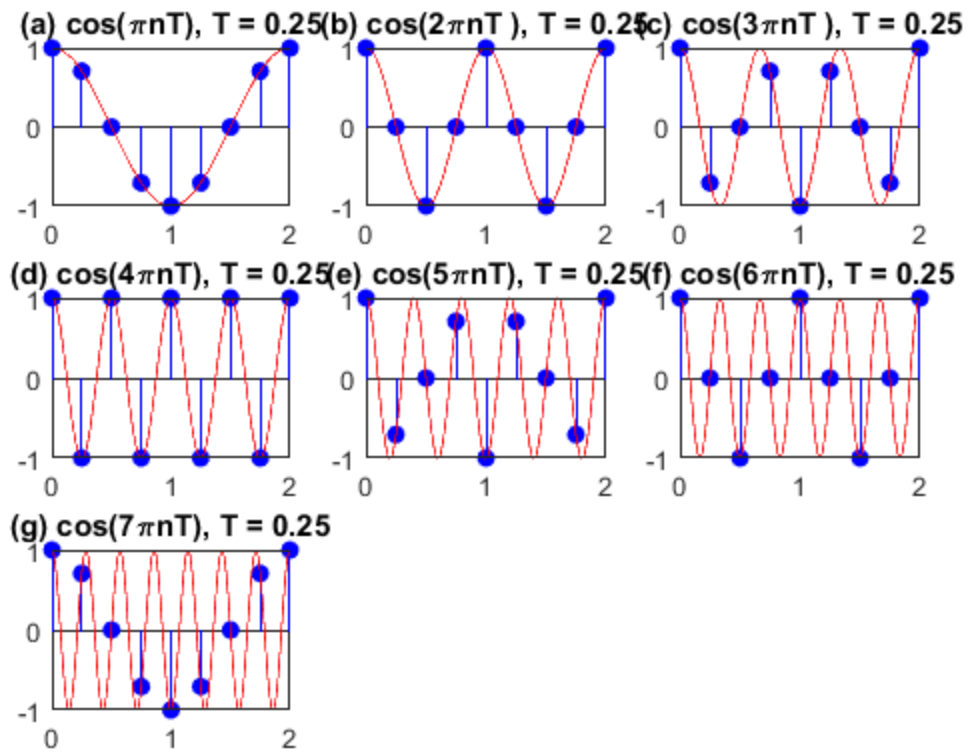 (a) cos(πnT), T = 0.25
(b) cos(2πnT ), T = 0.25
(c) cos(3πnT ), T = 0.25
1
0
-1
0 1 2
1
0
-1
0 1 2
1
0
-1
0 1 2
(d) cos(4πnT), T = 0.25
(e) cos(5πnT), T = 0.25
(f) cos(6πnT), T = 0.25
1
0
-1
0 1 2
1
0
-1
0 1 2
1
0
-1
0 1 2
(g) cos(7πnT), T = 0.25
1
0
-1
0 1 2